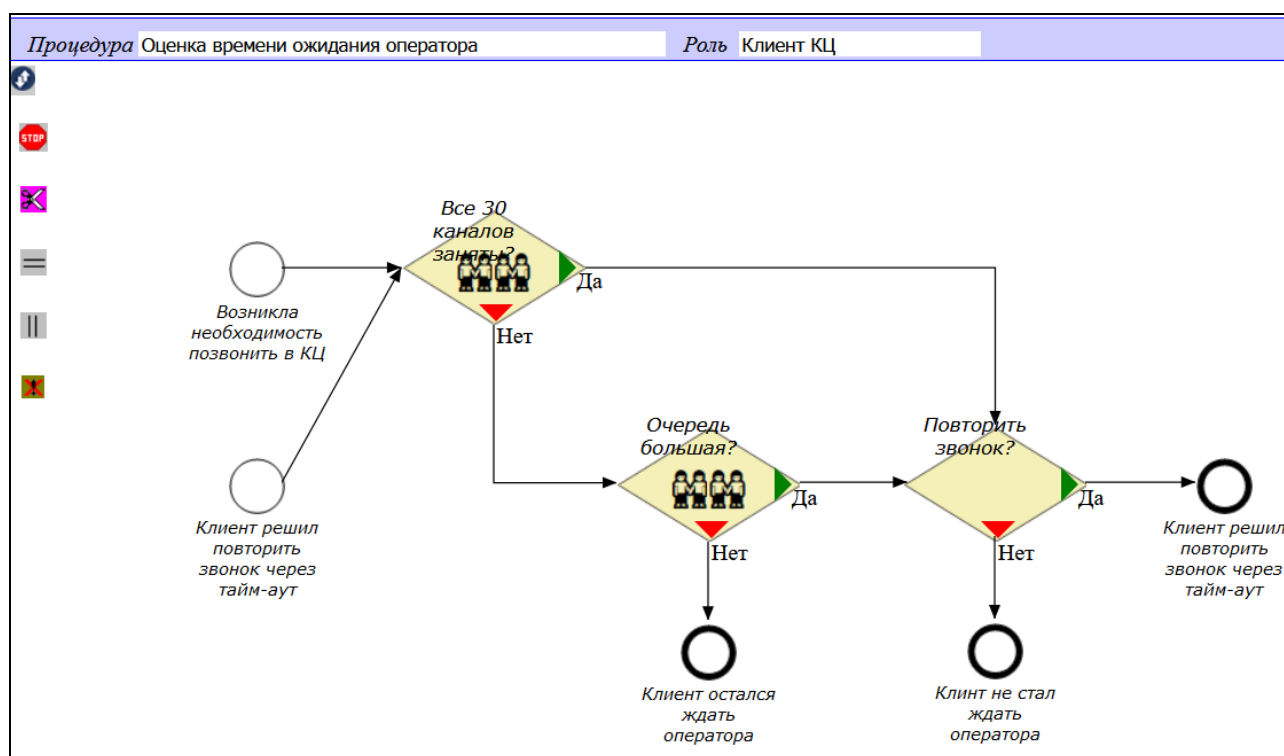 Процедура Оценка времени ожидания оператора Роль Клиент КЦ
STOP
Все 30
каналов
заняты?
Да
Нет
Возникла
необходимость
позвонить в КЦ
Очередь
большая?
Да
Нет
Повторить
звонок?
Да
Нет
Клиент решил
повторить
звонок через
тайм-аут
Клиент решил
повторить
звонок через
тайм-аут
Клиент остался
ждать
оператора
Клинт не стал
ждать
оператора